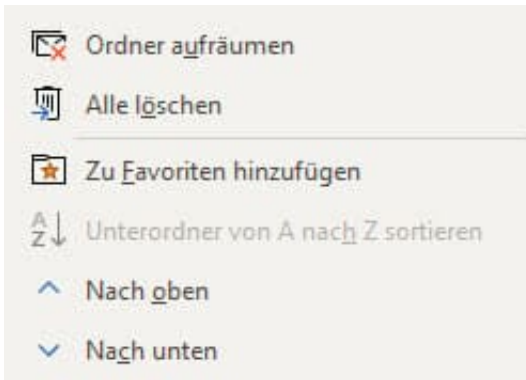 Ordner aufräumen
Alle löschen
Zu Favoriten hinzufügen
Unterordner von A nach Z sortieren
Nach oben
Nach unten